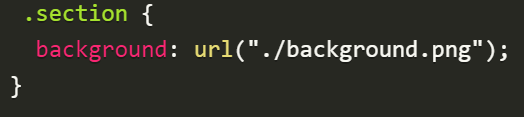 .section {
background: url("./background.png");
}